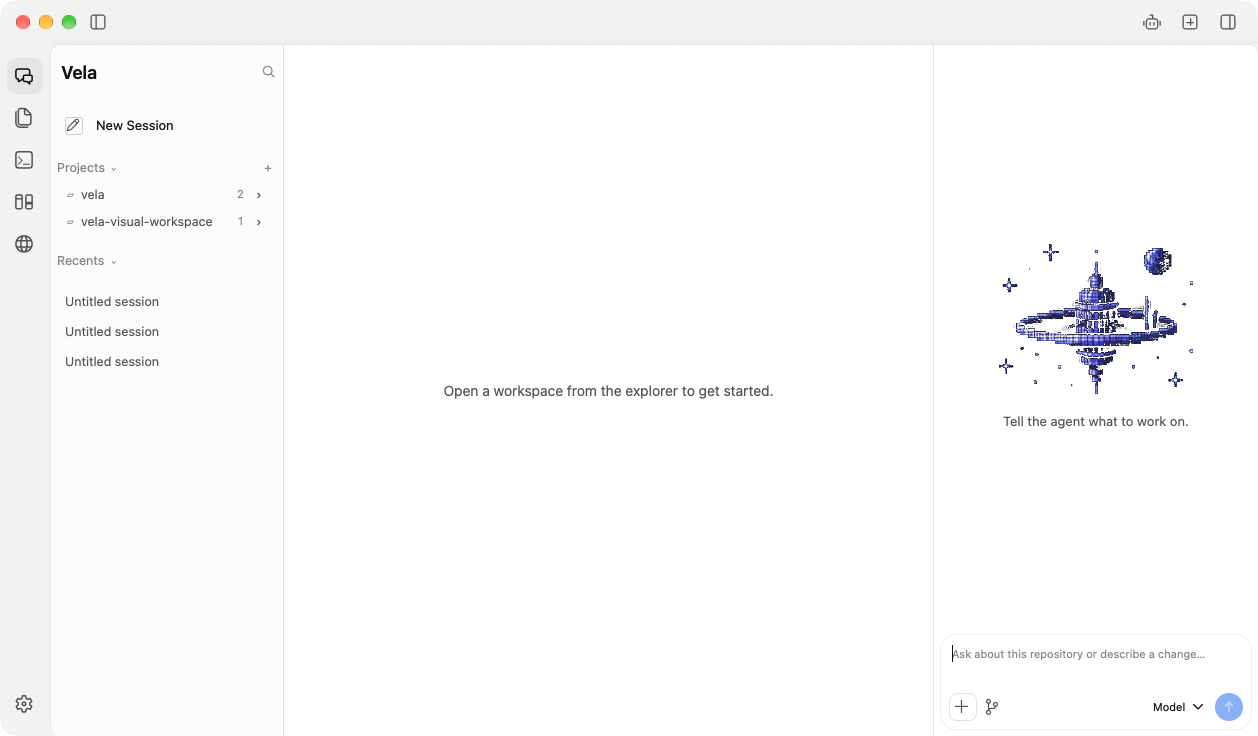 Vela
New Session
Projects
vela 2
vela-visual-workspace 1
Recents
Untitled session
Untitled session
Untitled session
Open a workspace from the explorer to get started.
Tell the agent what to work on.
Ask about this repository or describe a change...
Model